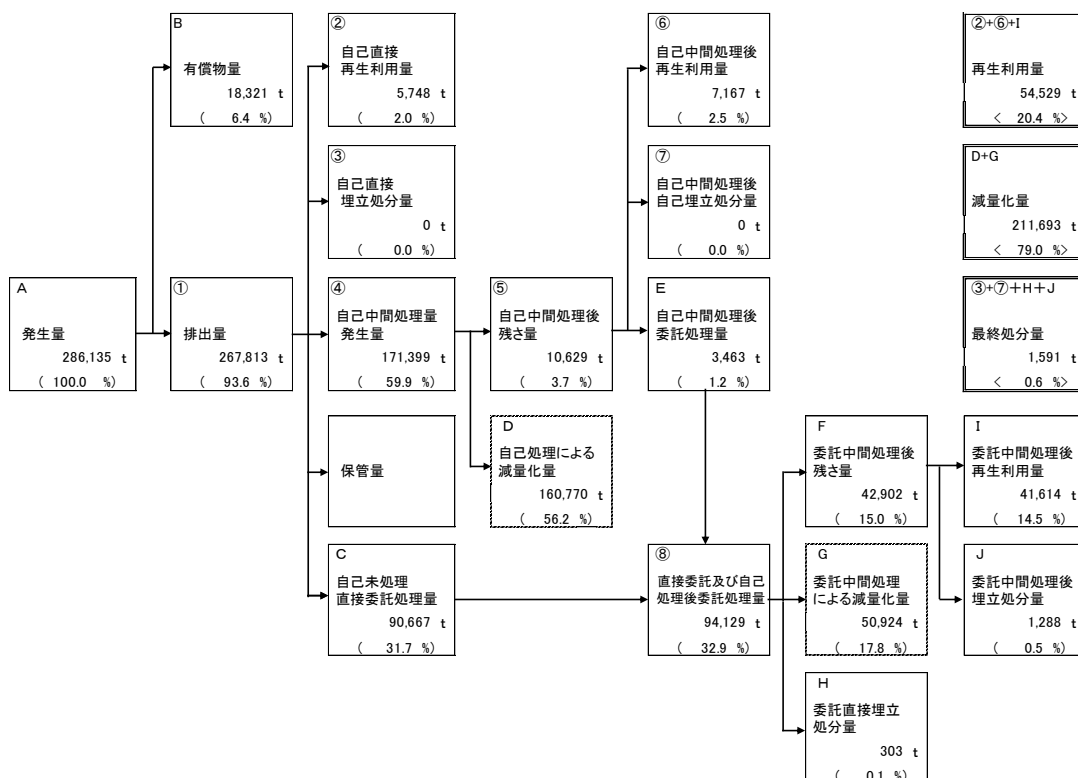 B
有償物量
18,321 t
( 6.4 %)
②
自己直接
再生利用量
5,748 t
( 2.0 %)
⑥
自己中間処理後
再生利用量
7,167 t
( 2.5 %)
②+⑥+I
再生利用量
54,529 t
< 20.4 %>
③
自己直接
埋立処分量
0 t
( 0.0 %)
⑦
自己中間処理後
自己埋立処分量
0 t
( 0.0 %)
D+G
減量化量
211,693 t
< 79.0 %>
A
発生量
286,135 t
( 100.0 %)
①
排出量
267,813 t
( 93.6 %)
④
自己中間処理量
発生量
171,399 t
( 59.9 %)
⑤
自己中間処理後
残さ量
10,629 t
( 3.7 %)
E
自己中間処理後
委託処理量
3,463 t
( 1.2 %)
③+⑦+H+J
最終処分量
1,591 t
< 0.6 %>
保管量
D
自己処理による
減量化量
160,770 t
( 56.2 %)
F
委託中間処理後
残さ量
42,902 t
( 15.0 %)
I
委託中間処理後
再生利用量
41,614 t
( 14.5 %)
C
自己未処理
直接委託処理量
90,667 t
( 31.7 %)
⑧
直接委託及び自己
処理後委託処理量
94,129 t
( 32.9 %)
G
委託中間処理
による減量化量
50,924 t
( 17.8 %)
J
委託中間処理後
埋立処分量
1,288 t
( 0.5 %)
H
委託直接埋立
処分量
303 t
( 0.1 %)